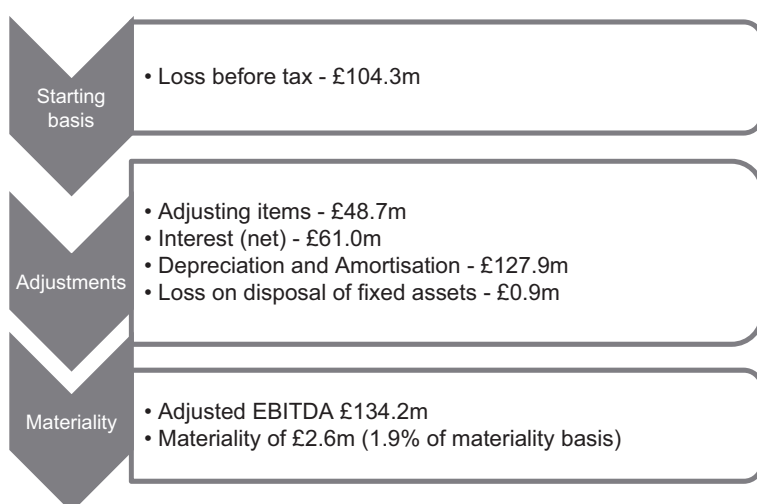 Starting
basis
• Loss before tax - £104.3m
Adjustments
• Adjusting items - £48.7m
• Interest (net) - £61.0m
• Depreciation and Amortisation - £127.9m
• Loss on disposal of fixed assets - £0.9m
Materiality
• Adjusted EBITDA £134.2m
• Materiality of £2.6m (1.9% of materiality basis)